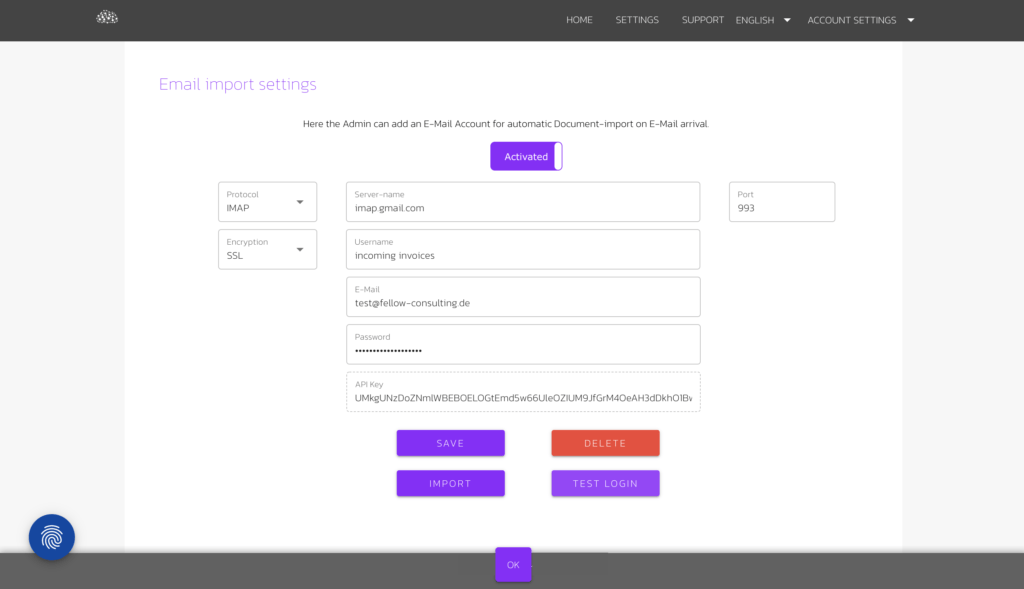 HOME SETTINGS SUPPORT ENGLISH ACCOUNT SETTINGS
Email import settings
Here the Admin can add an E-Mail Account for automatic Document-import on E-Mail arrival.
Activated
Protocol
IMAP
Server-name
imap.gmail.com
Port
993
Encryption
SSL
Username
incoming invoices
E-Mail
test@fellow-consulting.de
Password
API Key
SAVE
DELETE
IMPORT
TEST LOGIN
OK